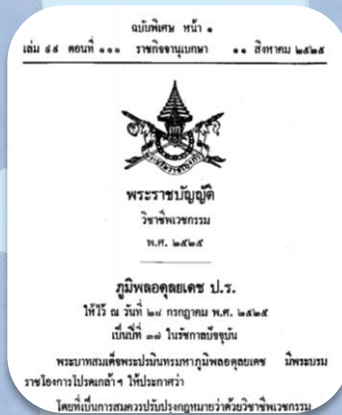 ฉบับพิเศษ หน้า ๑
เล่ม ๙๙ ตอนที่ ๑๑๑ ราชกิจจานุเบกษา ๑๑ สิงหาคม ๒๕๒๕
พระราชบัญญัติ
วิชาชีพเวชกรรม
พ.ศ. ๒๕๒๕
ภูมิพลอดุลยเดช ป.ร.
ให้ไว้ ณ วันที่ ๒๘ กรกฎาคม พ.ศ. ๒๕๒๕
เป็นปีที่ ๓๗ ในรัชกาลปัจจุบัน
พระบาทสมเด็จพระปรมินทรมหาภูมิพลอดุลยเดช มีพระบรม
ราชโองการโปรดเกล้า ฯ ให้ประกาศว่า
โดยที่เป็นการสมควรปรับปรุงกฎหมายว่าด้วยวิชาชีพเวชกรรม